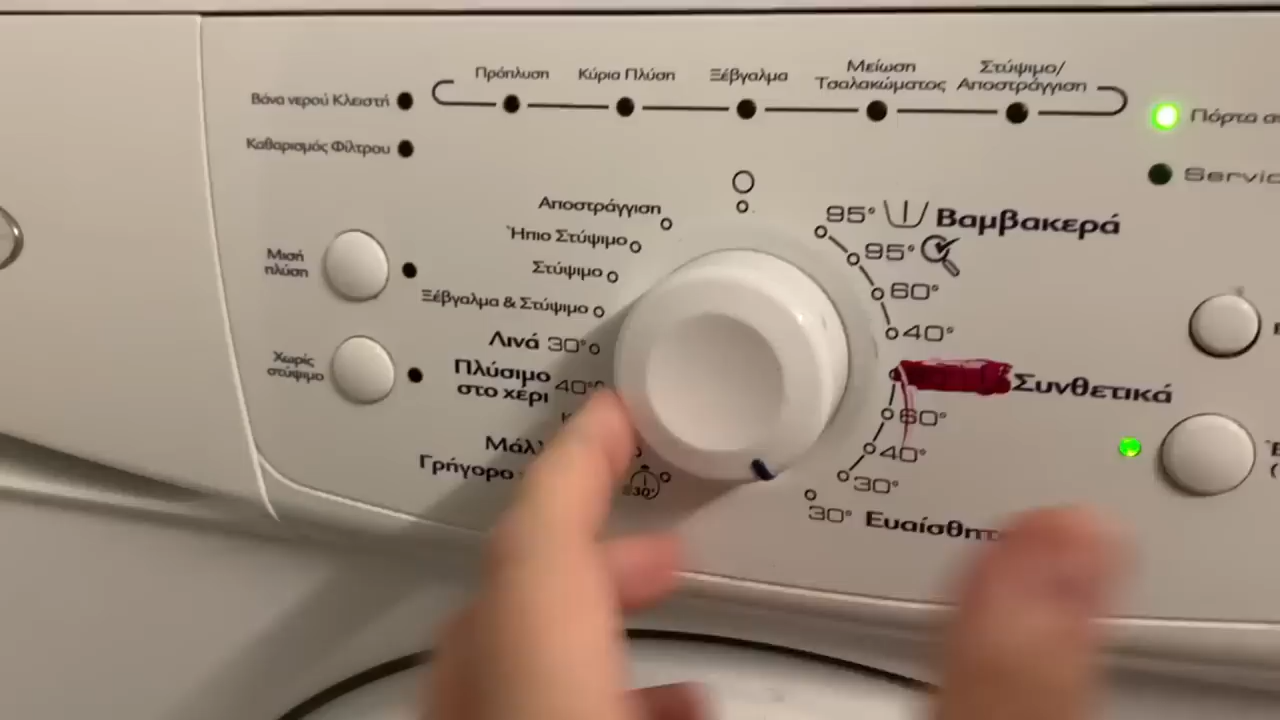 Πρόπλυση
Κύρια Πλύση
Ξέβγαλμα
Μείωση
Τσαλακώματος
Στύψιμο/
Αποστράγγιση
Βάνα νερού Κλειστή
Πόρτα
Καθαρισμός Φίλτρου
Αποστράγγιση
Ήπιο Στύψιμο
Στύψιμο
Ξέβγαλμα & Στύψιμο
Λινά 30°
Πλύσιμο
στο χέρι 40°
Γρήγορο
30'
Μισή
πλύση
Χωρίς
στύψιμο
95° Βαμβακερά
95°
60°
40°
Συνθετικά
60°
40°
30°
30°